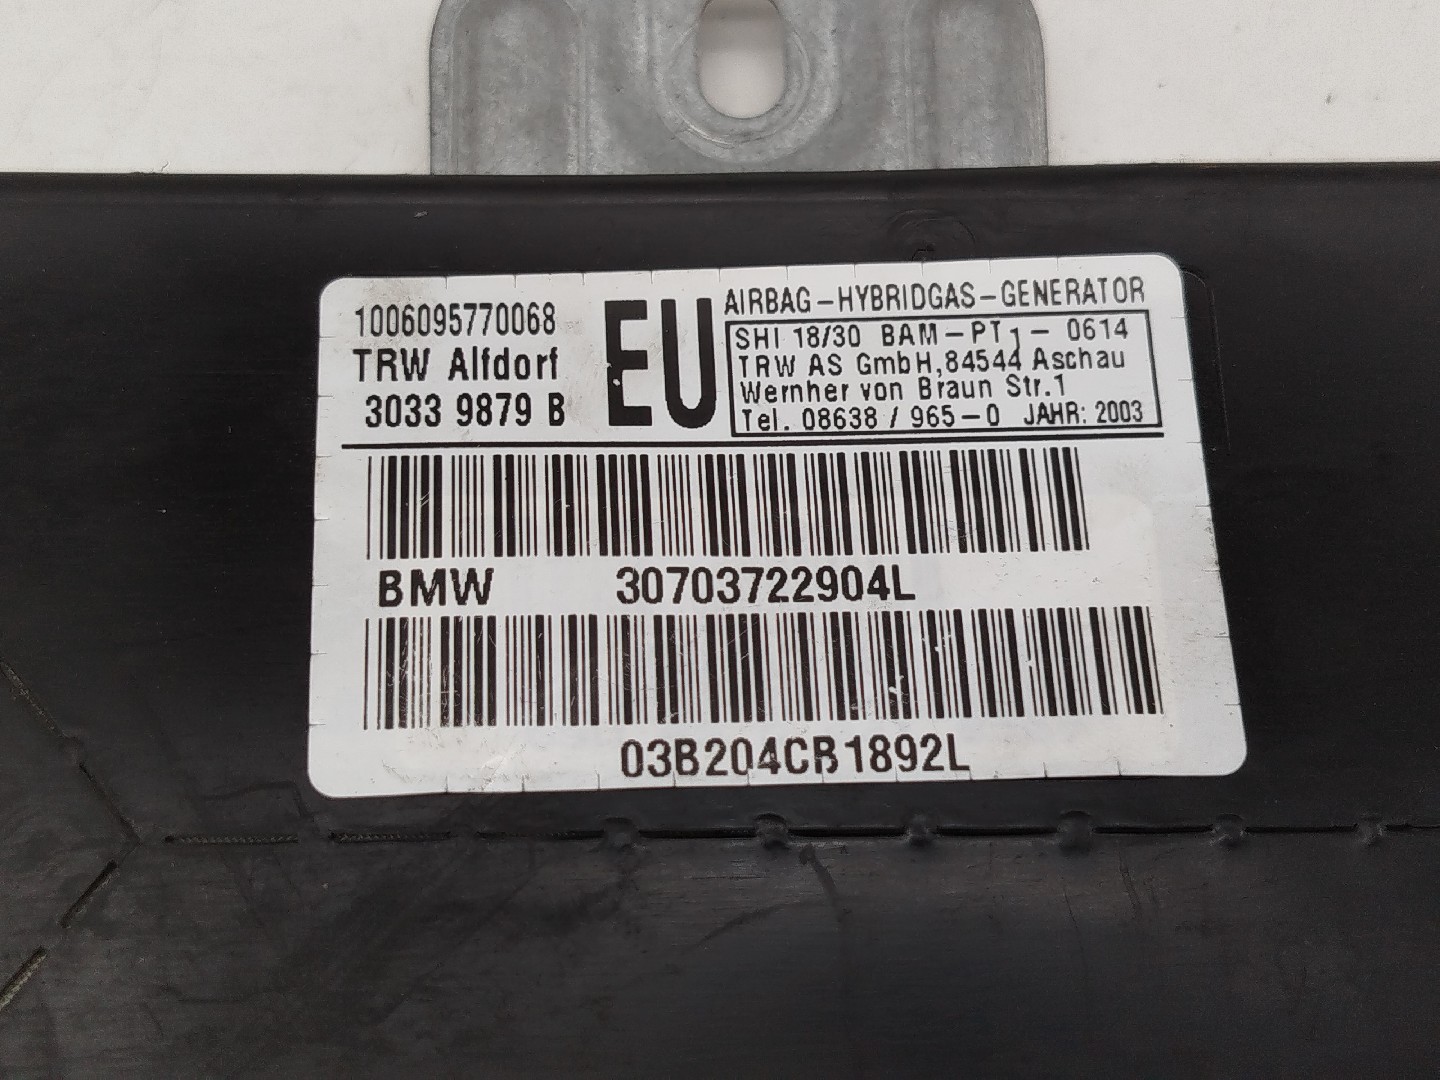 1006095770068
TRW Alfdorf
3033 9879 B
EU
AIRBAG-HYBRIDGAS-GENERATOR
SHI 18/30 BAM-PT1-0614
TRW AS GmbH, 84544 Aschau
Wernher von Braun Str.1
Tel. 08638 / 965-0 JAHR: 2003
BMW 30703722904L
03B204CB1892L